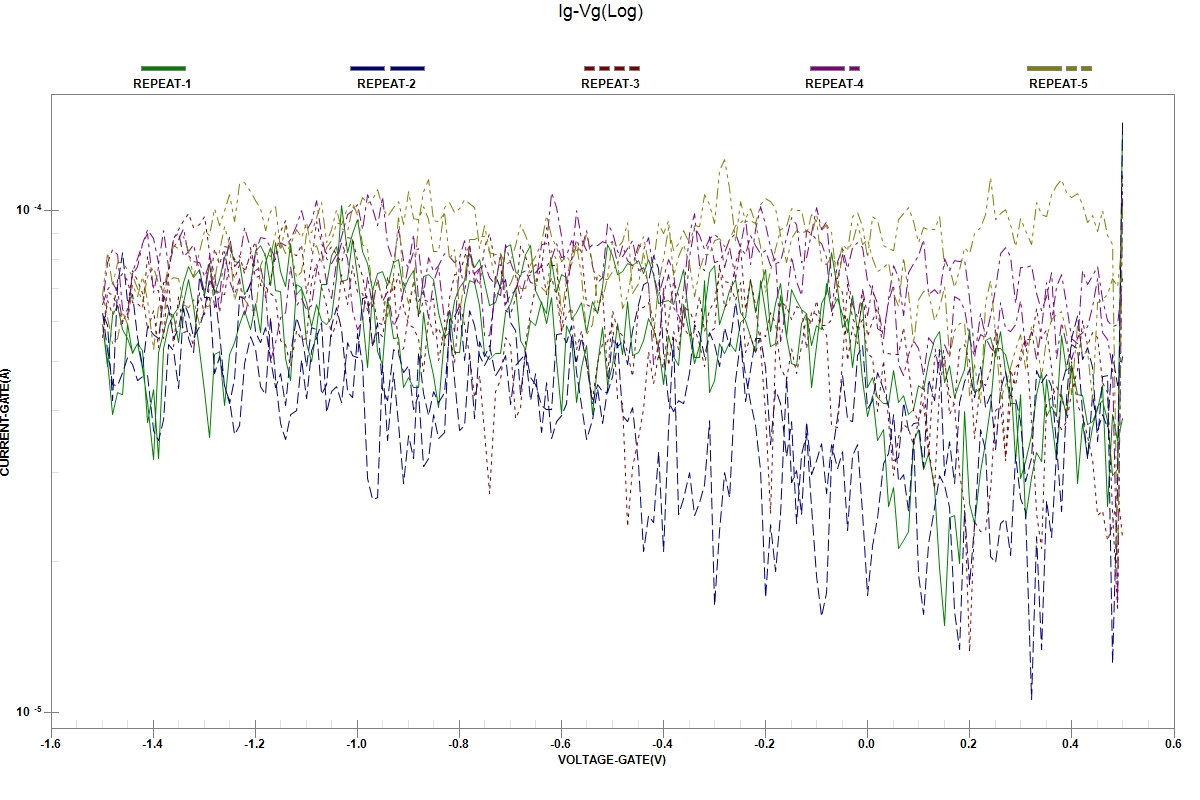 Ig-Vg(Log)
REPEAT-1 REPEAT-2 REPEAT-3 REPEAT-4 REPEAT-5
10 -4
CURRENT-GATE(A)
10 -5
-1.6 -1.4 -1.2 -1.0 -0.8 -0.6 -0.4 -0.2 0.0 0.2 0.4 0.6
VOLTAGE-GATE(V)